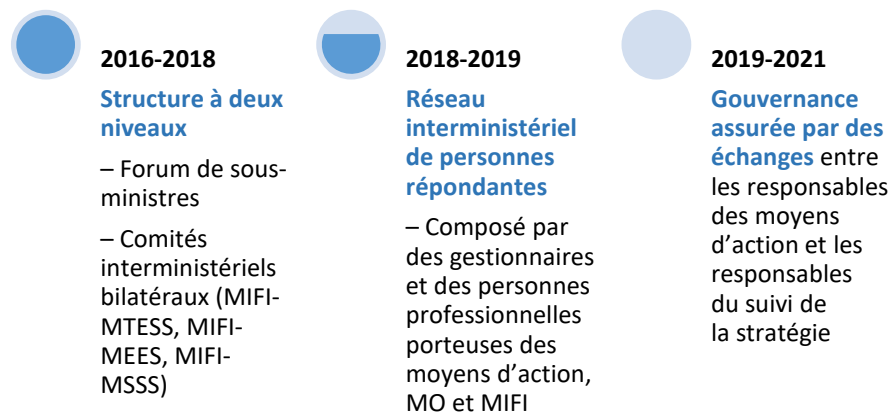 2016-2018
Structure à deux
niveaux
– Forum de sous-
ministres
– Comités
interministériels
bilatéraux (MIFI-
MTESS, MIFI-
MEES, MIFI-
MSSS)
2018-2019
Réseau
interministériel
de personnes
répondantes
– Composé par
des gestionnaires
et des personnes
professionnelles
porteuses des
moyens d’action,
MO et MIFI
2019-2021
Gouvernance
assurée par des
échanges entre
les responsables
des moyens
d’action et les
responsables
du suivi de
la stratégie